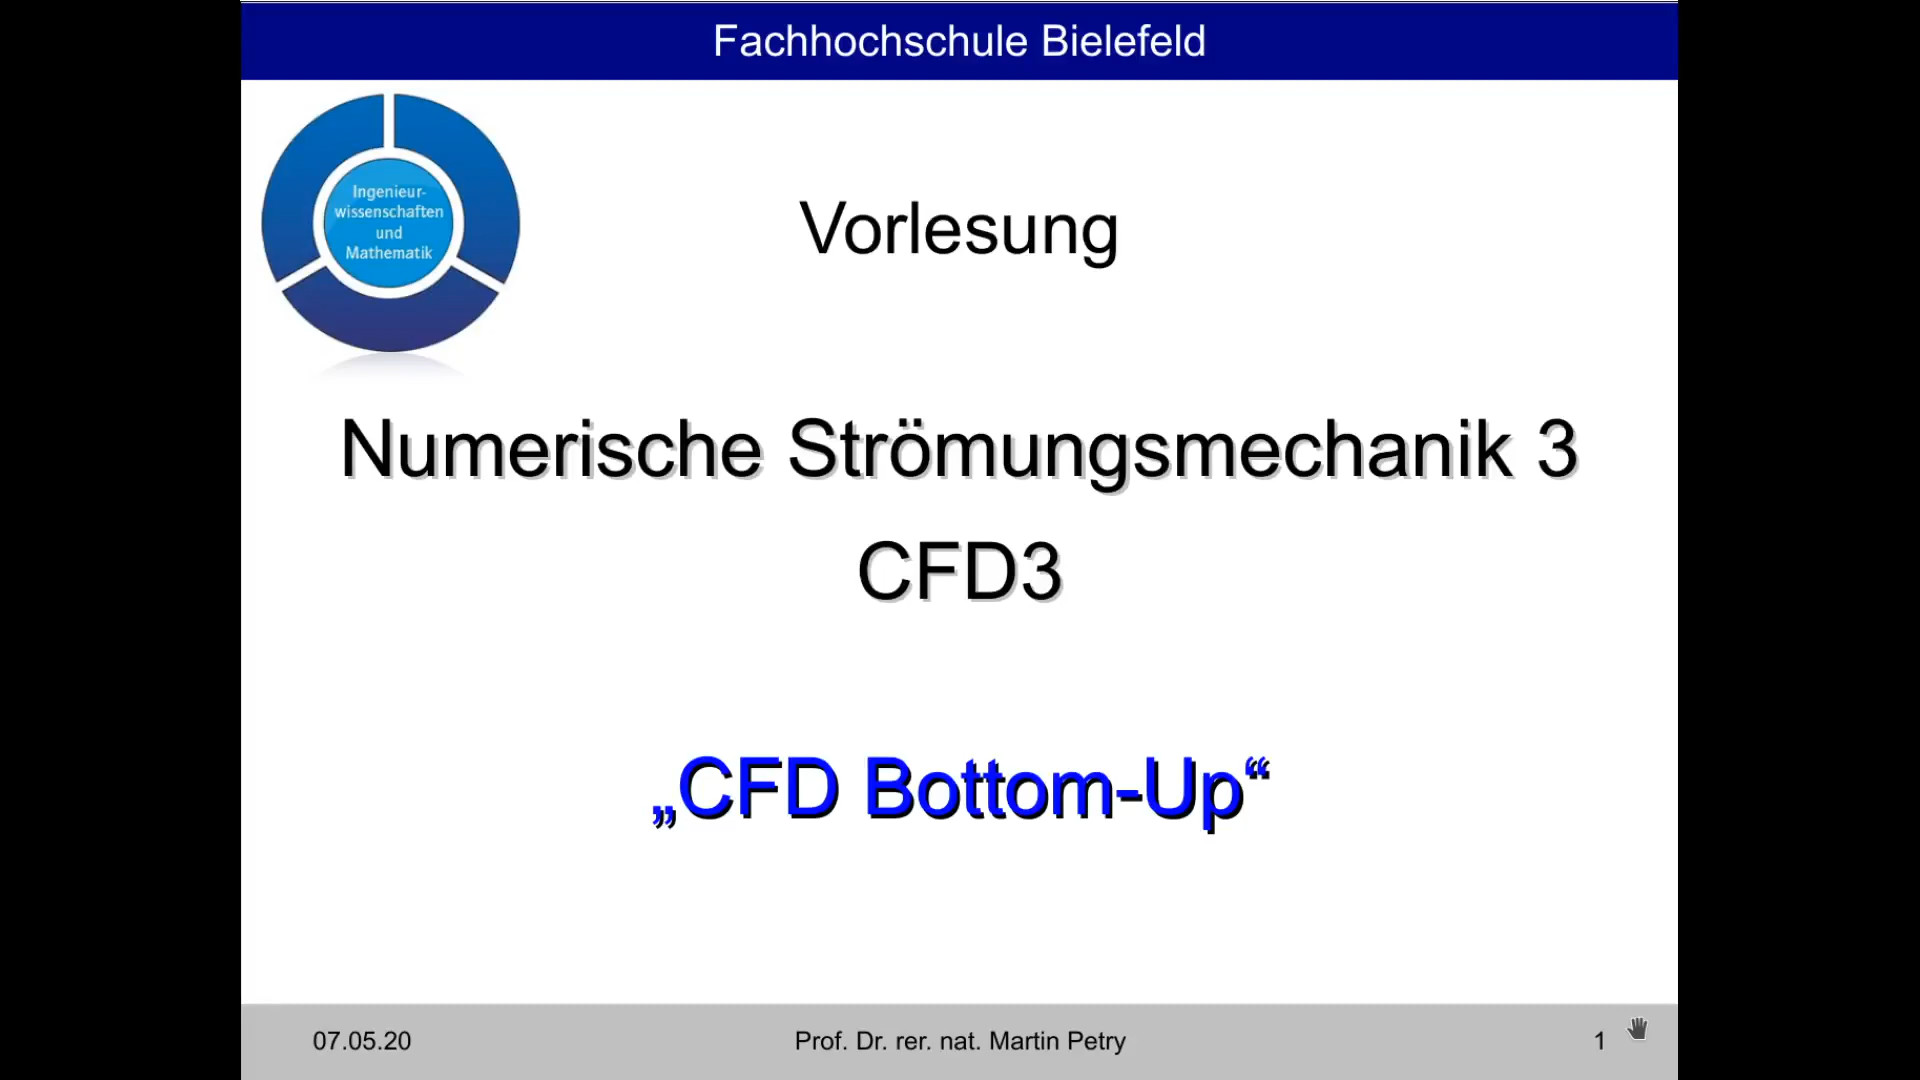 Fachhochschule Bielefeld
Ingenieur-
wissenschaften
und
Mathematik
Vorlesung
Numerische Strömungsmechanik 3
CFD3
„CFD Bottom-Up“
07.05.20
Prof. Dr. rer. nat. Martin Petry
1